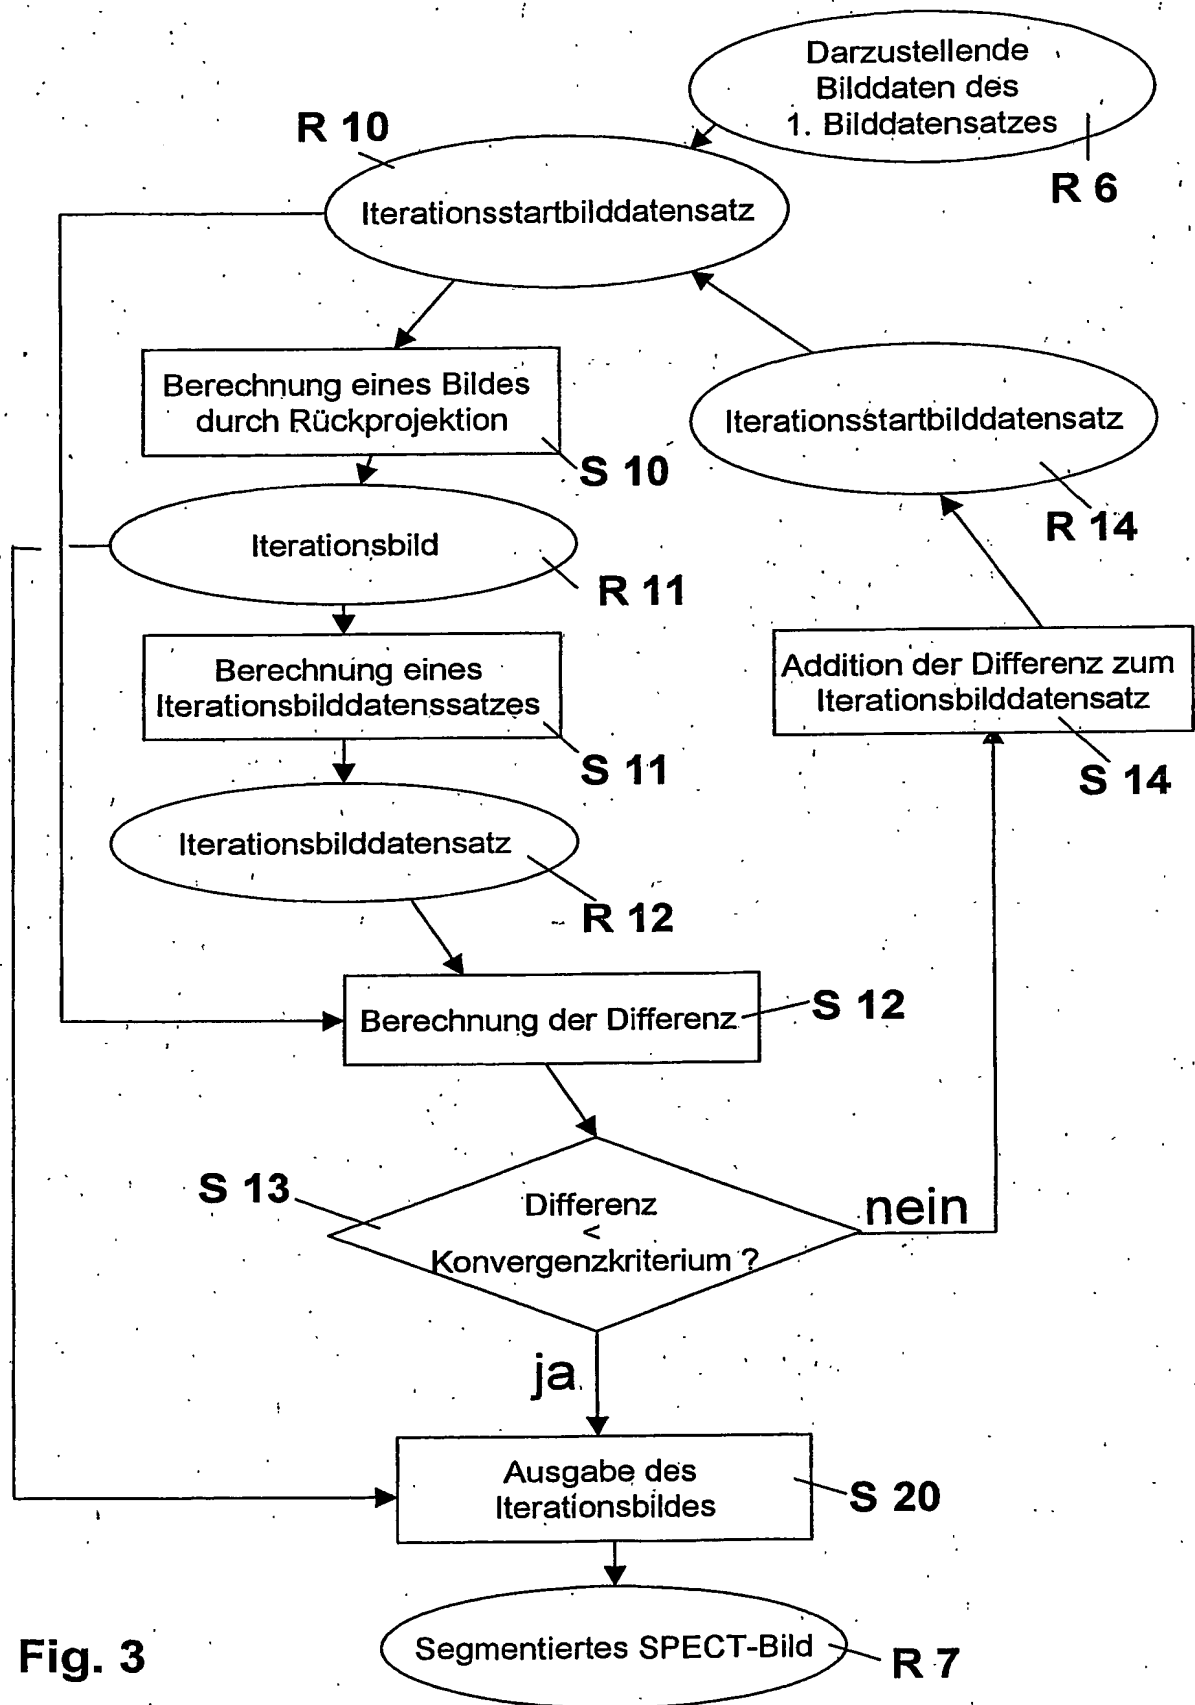 Darzustellende
Bilddaten des
1. Bilddatensatzes
R 6
R 10
Iterationsstartbilddatensatz
Berechnung eines Bildes
durch Rückprojektion
S 10
Iterationsstartbilddatensatz
R 14
Iterationsbild
R 11
Berechnung eines
Iterationsbilddatenssatzes
S 11
Addition der Differenz zum
Iterationsbilddatensatz
S 14
Iterationsbilddatensatz
R 12
Berechnung der Differenz
S 12
S 13
Differenz
<
Konvergenzkriterium ?
nein
ja
Ausgabe des
Iterationsbildes
S 20
Segmentiertes SPECT-Bild
R 7
Fig. 3